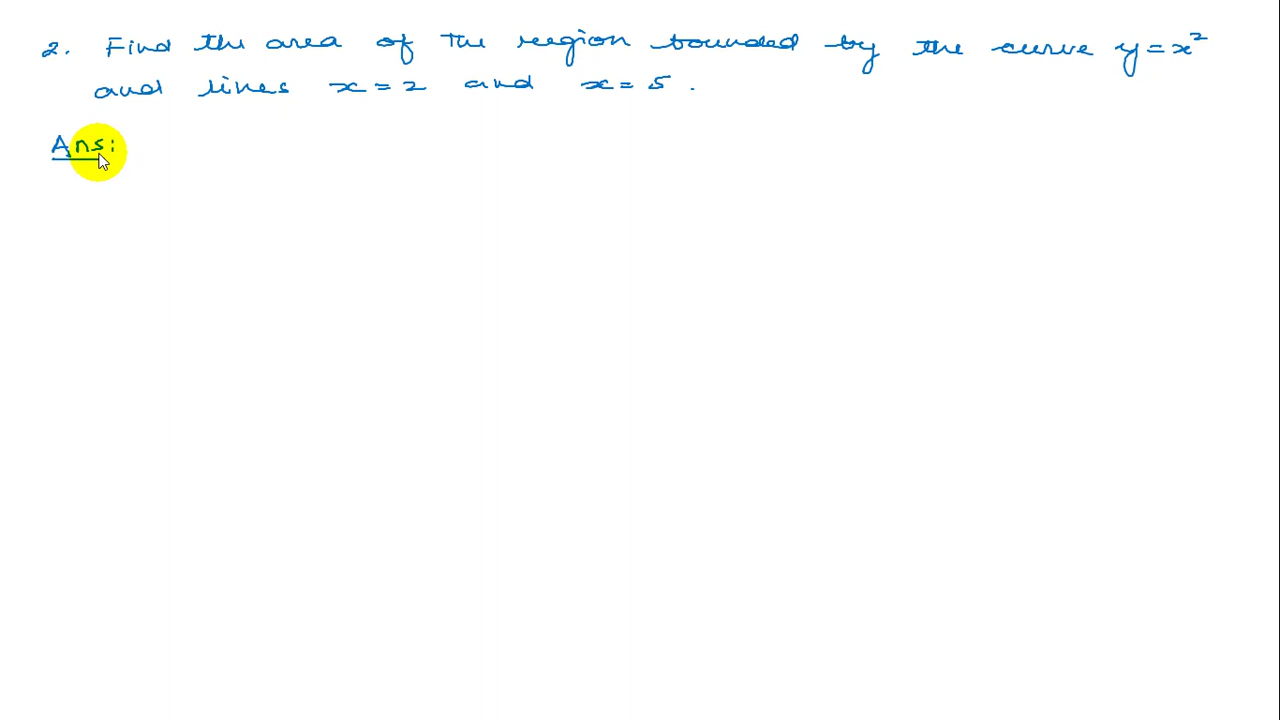 2. Find the area of the region bounded by the curve y = x²
and lines x = 2 and x = 5 .
Ans: